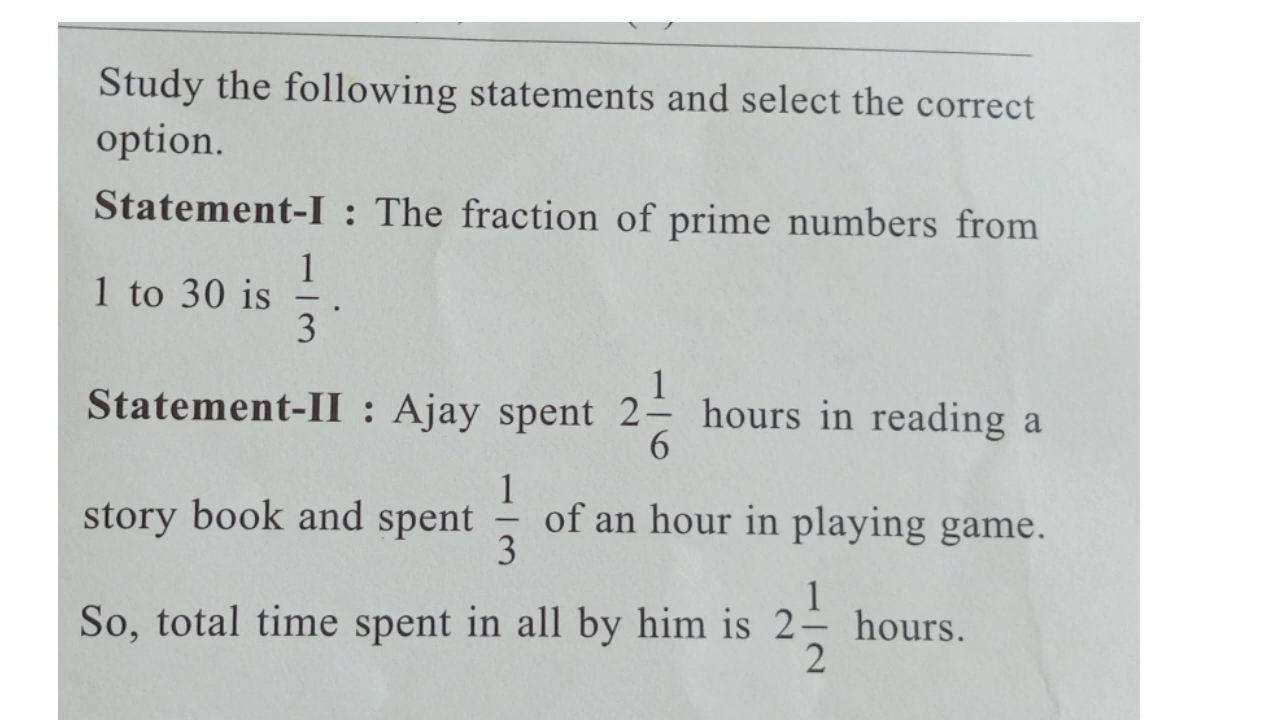 Study the following statements and select the correct
option.
Statement-I : The fraction of prime numbers from
1 to 30 is 1/3.
Statement-II : Ajay spent 2 1/6 hours in reading a
story book and spent 1/3 of an hour in playing game.
So, total time spent in all by him is 2 1/2 hours.